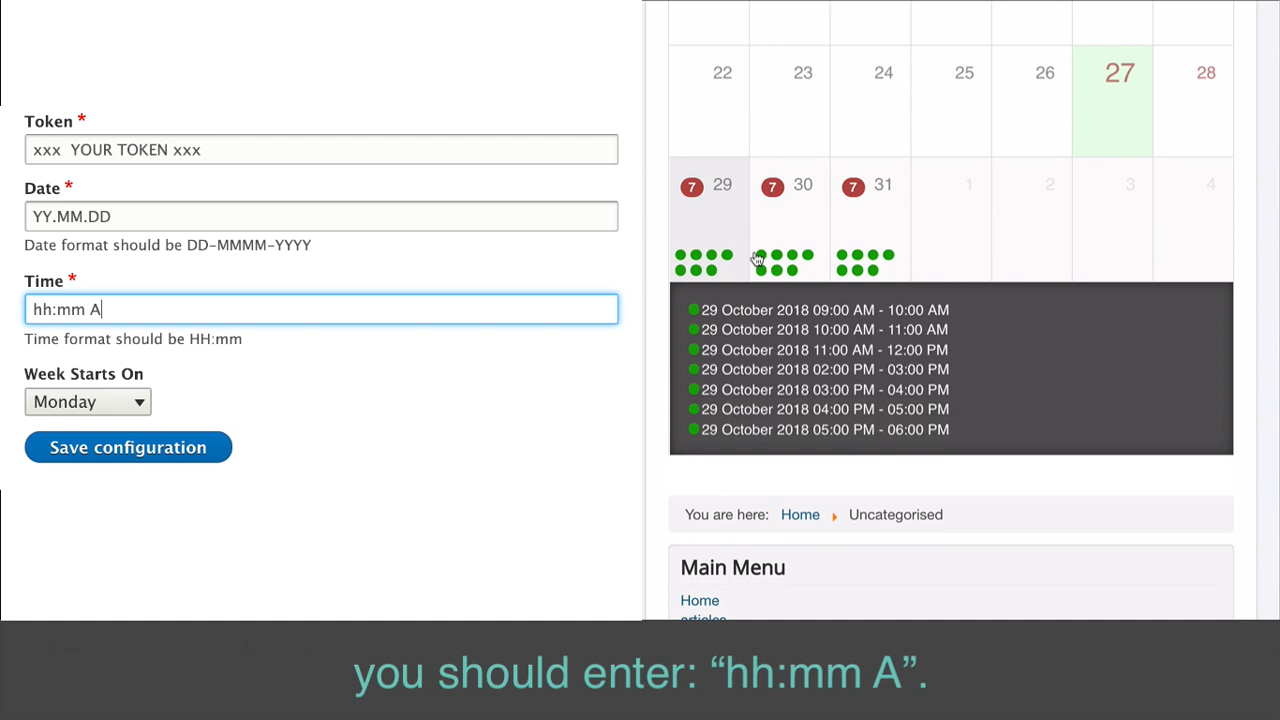 Token *
xxx  YOUR TOKEN xxx
Date *
YY.MM.DD
Date format should be DD-MMMM-YYYY
Time *
hh:mm A
Time format should be HH:mm
Week Starts On
Monday
Save configuration
22 23 24 25 26 27 28
7 29 7 30 7 31 1 2 3 4
29 October 2018 09:00 AM - 10:00 AM
29 October 2018 10:00 AM - 11:00 AM
29 October 2018 11:00 AM - 12:00 PM
29 October 2018 02:00 PM - 03:00 PM
29 October 2018 03:00 PM - 04:00 PM
29 October 2018 04:00 PM - 05:00 PM
29 October 2018 05:00 PM - 06:00 PM
You are here: Home Uncategorised
Main Menu
Home
articles
you should enter: “hh:mm A”.